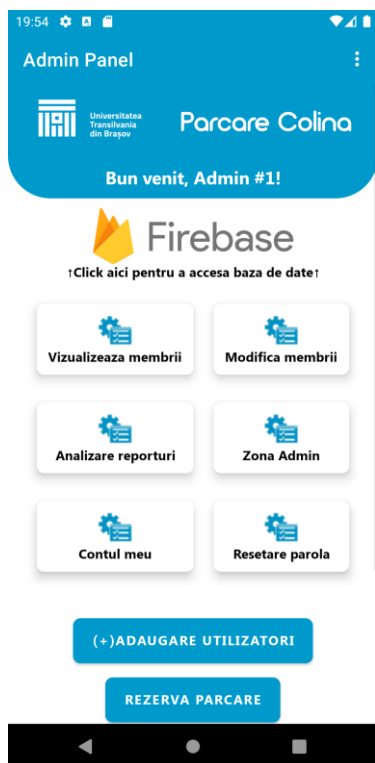 19:54
Admin Panel
Universitatea
Transilvania
din Brașov
Parcare Colina
Bun venit, Admin #1!
Firebase
↑Click aici pentru a accesa baza de date↑
Vizualizeaza membrii
Modifica membrii
Analizare reporturi
Zona Admin
Contul meu
Resetare parola
(+)ADAUGARE UTILIZATORI
REZERVA PARCARE